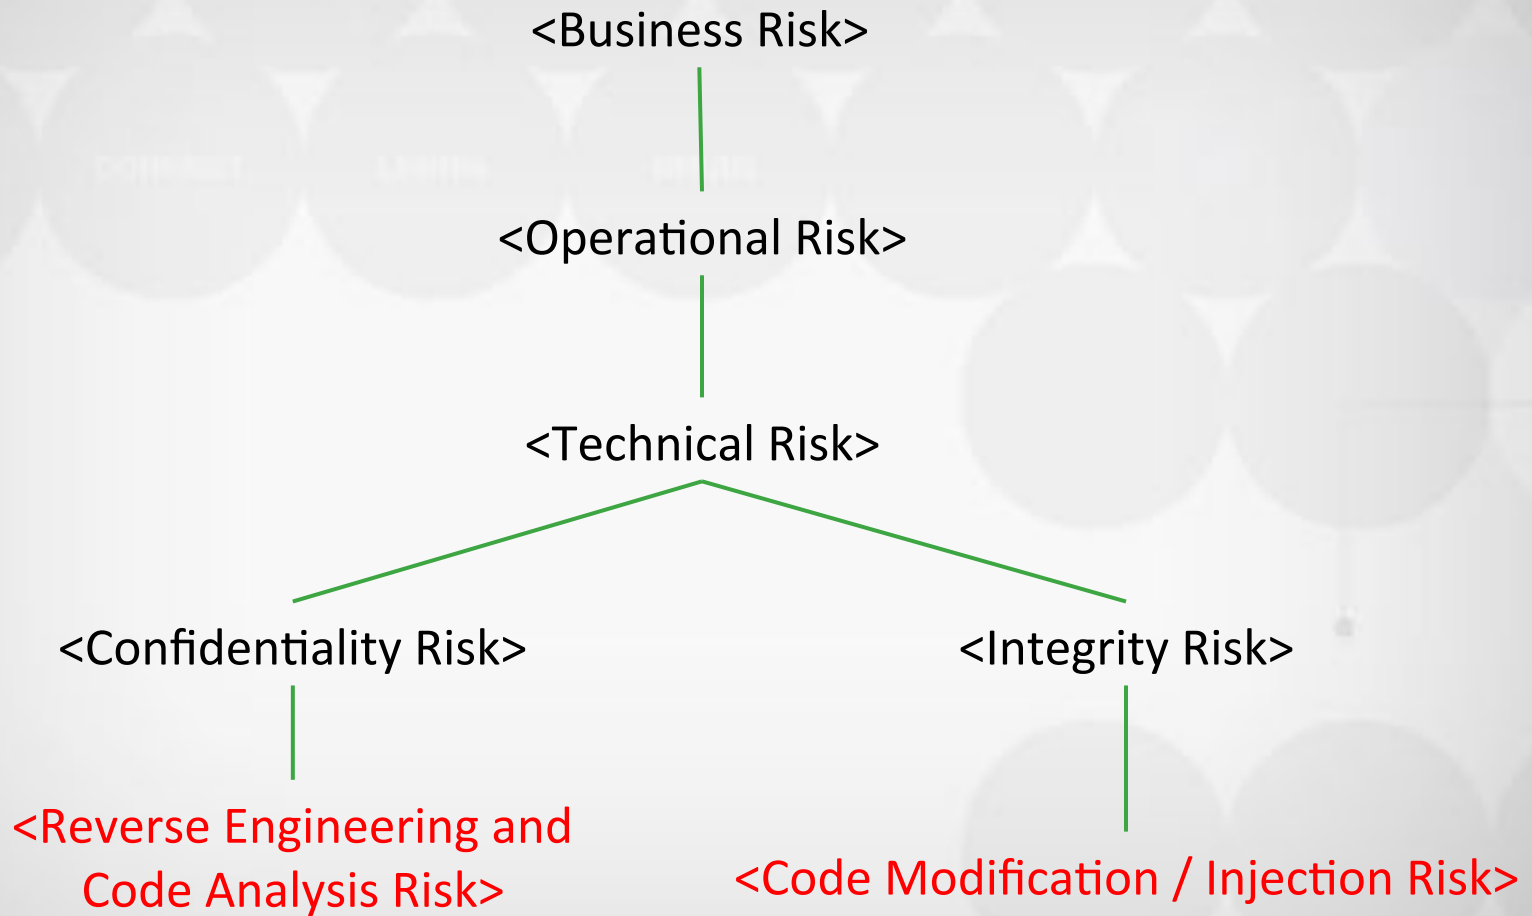 <Business Risk>
<Operational Risk>
<Technical Risk>
<Confidentiality Risk>
<Integrity Risk>
<Reverse Engineering and
Code Analysis Risk>
<Code Modification / Injection Risk>